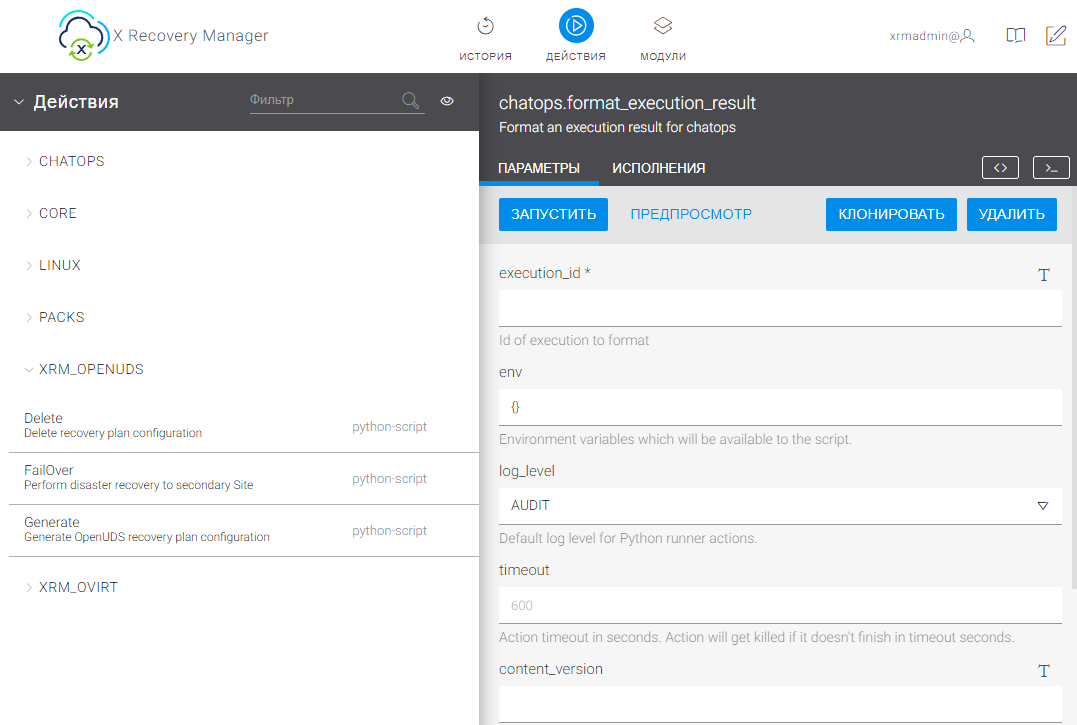 X Recovery Manager
ИСТОРИЯ
ДЕЙСТВИЯ
МОДУЛИ
xrmadmin@
Действия
Фильтр
CHATOPS
CORE
LINUX
PACKS
XRM_OPENUDS
Delete
Delete recovery plan configuration
python-script
FailOver
Perform disaster recovery to secondary Site
python-script
Generate
Generate OpenUDS recovery plan configuration
python-script
XRM_OVIRT
chatops.format_execution_result
Format an execution result for chatops
ПАРАМЕТРЫ ИСПОЛНЕНИЯ
ЗАПУСТИТЬ ПРЕДПРОСМОТР КЛОНИРОВАТЬ УДАЛИТЬ
execution_id *
Id of execution to format
env
{}
Environment variables which will be available to the script.
log_level
AUDIT
Default log level for Python runner actions.
timeout
600
Action timeout in seconds. Action will get killed if it doesn't finish in timeout seconds.
content_version